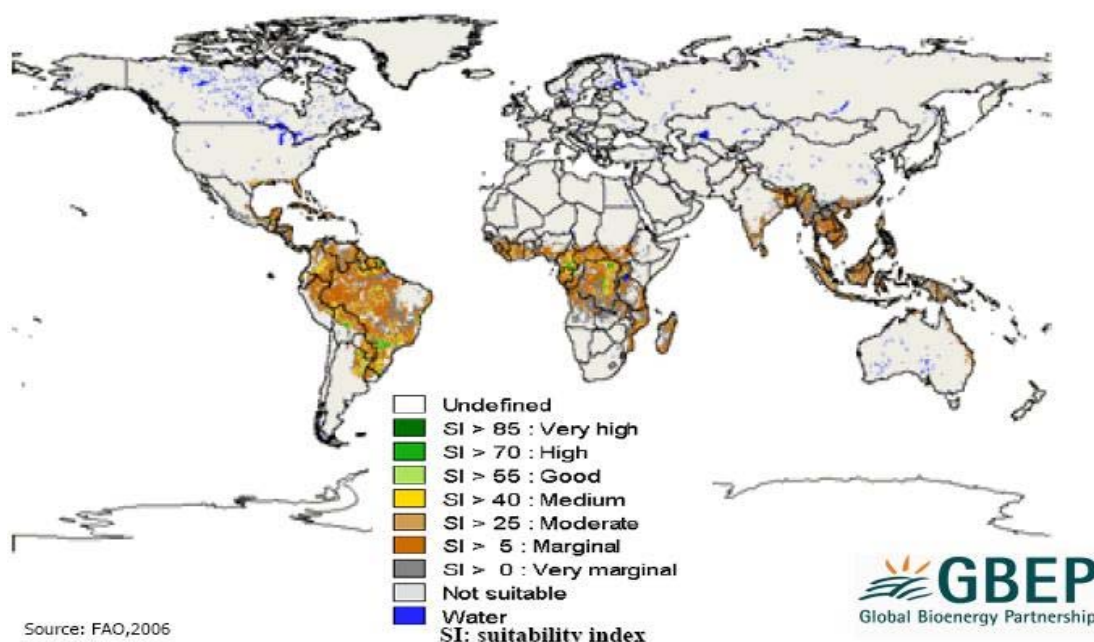 Undefined
SI > 85 : Very high
SI > 70 : High
SI > 55 : Good
SI > 40 : Medium
SI > 25 : Moderate
SI > 5 : Marginal
SI > 0 : Very marginal
Not suitable
Water
SI: suitability index
Source: FAO,2006
GBEP
Global Bioenergy Partnership